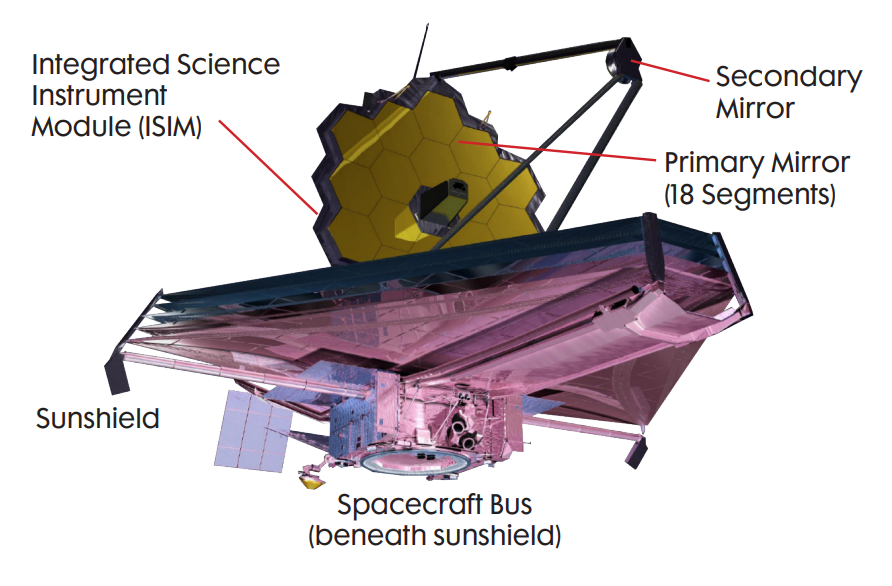 Integrated Science
Instrument
Module (ISIM)
Secondary
Mirror
Primary Mirror
(18 Segments)
Sunshield
Spacecraft Bus
(beneath sunshield)